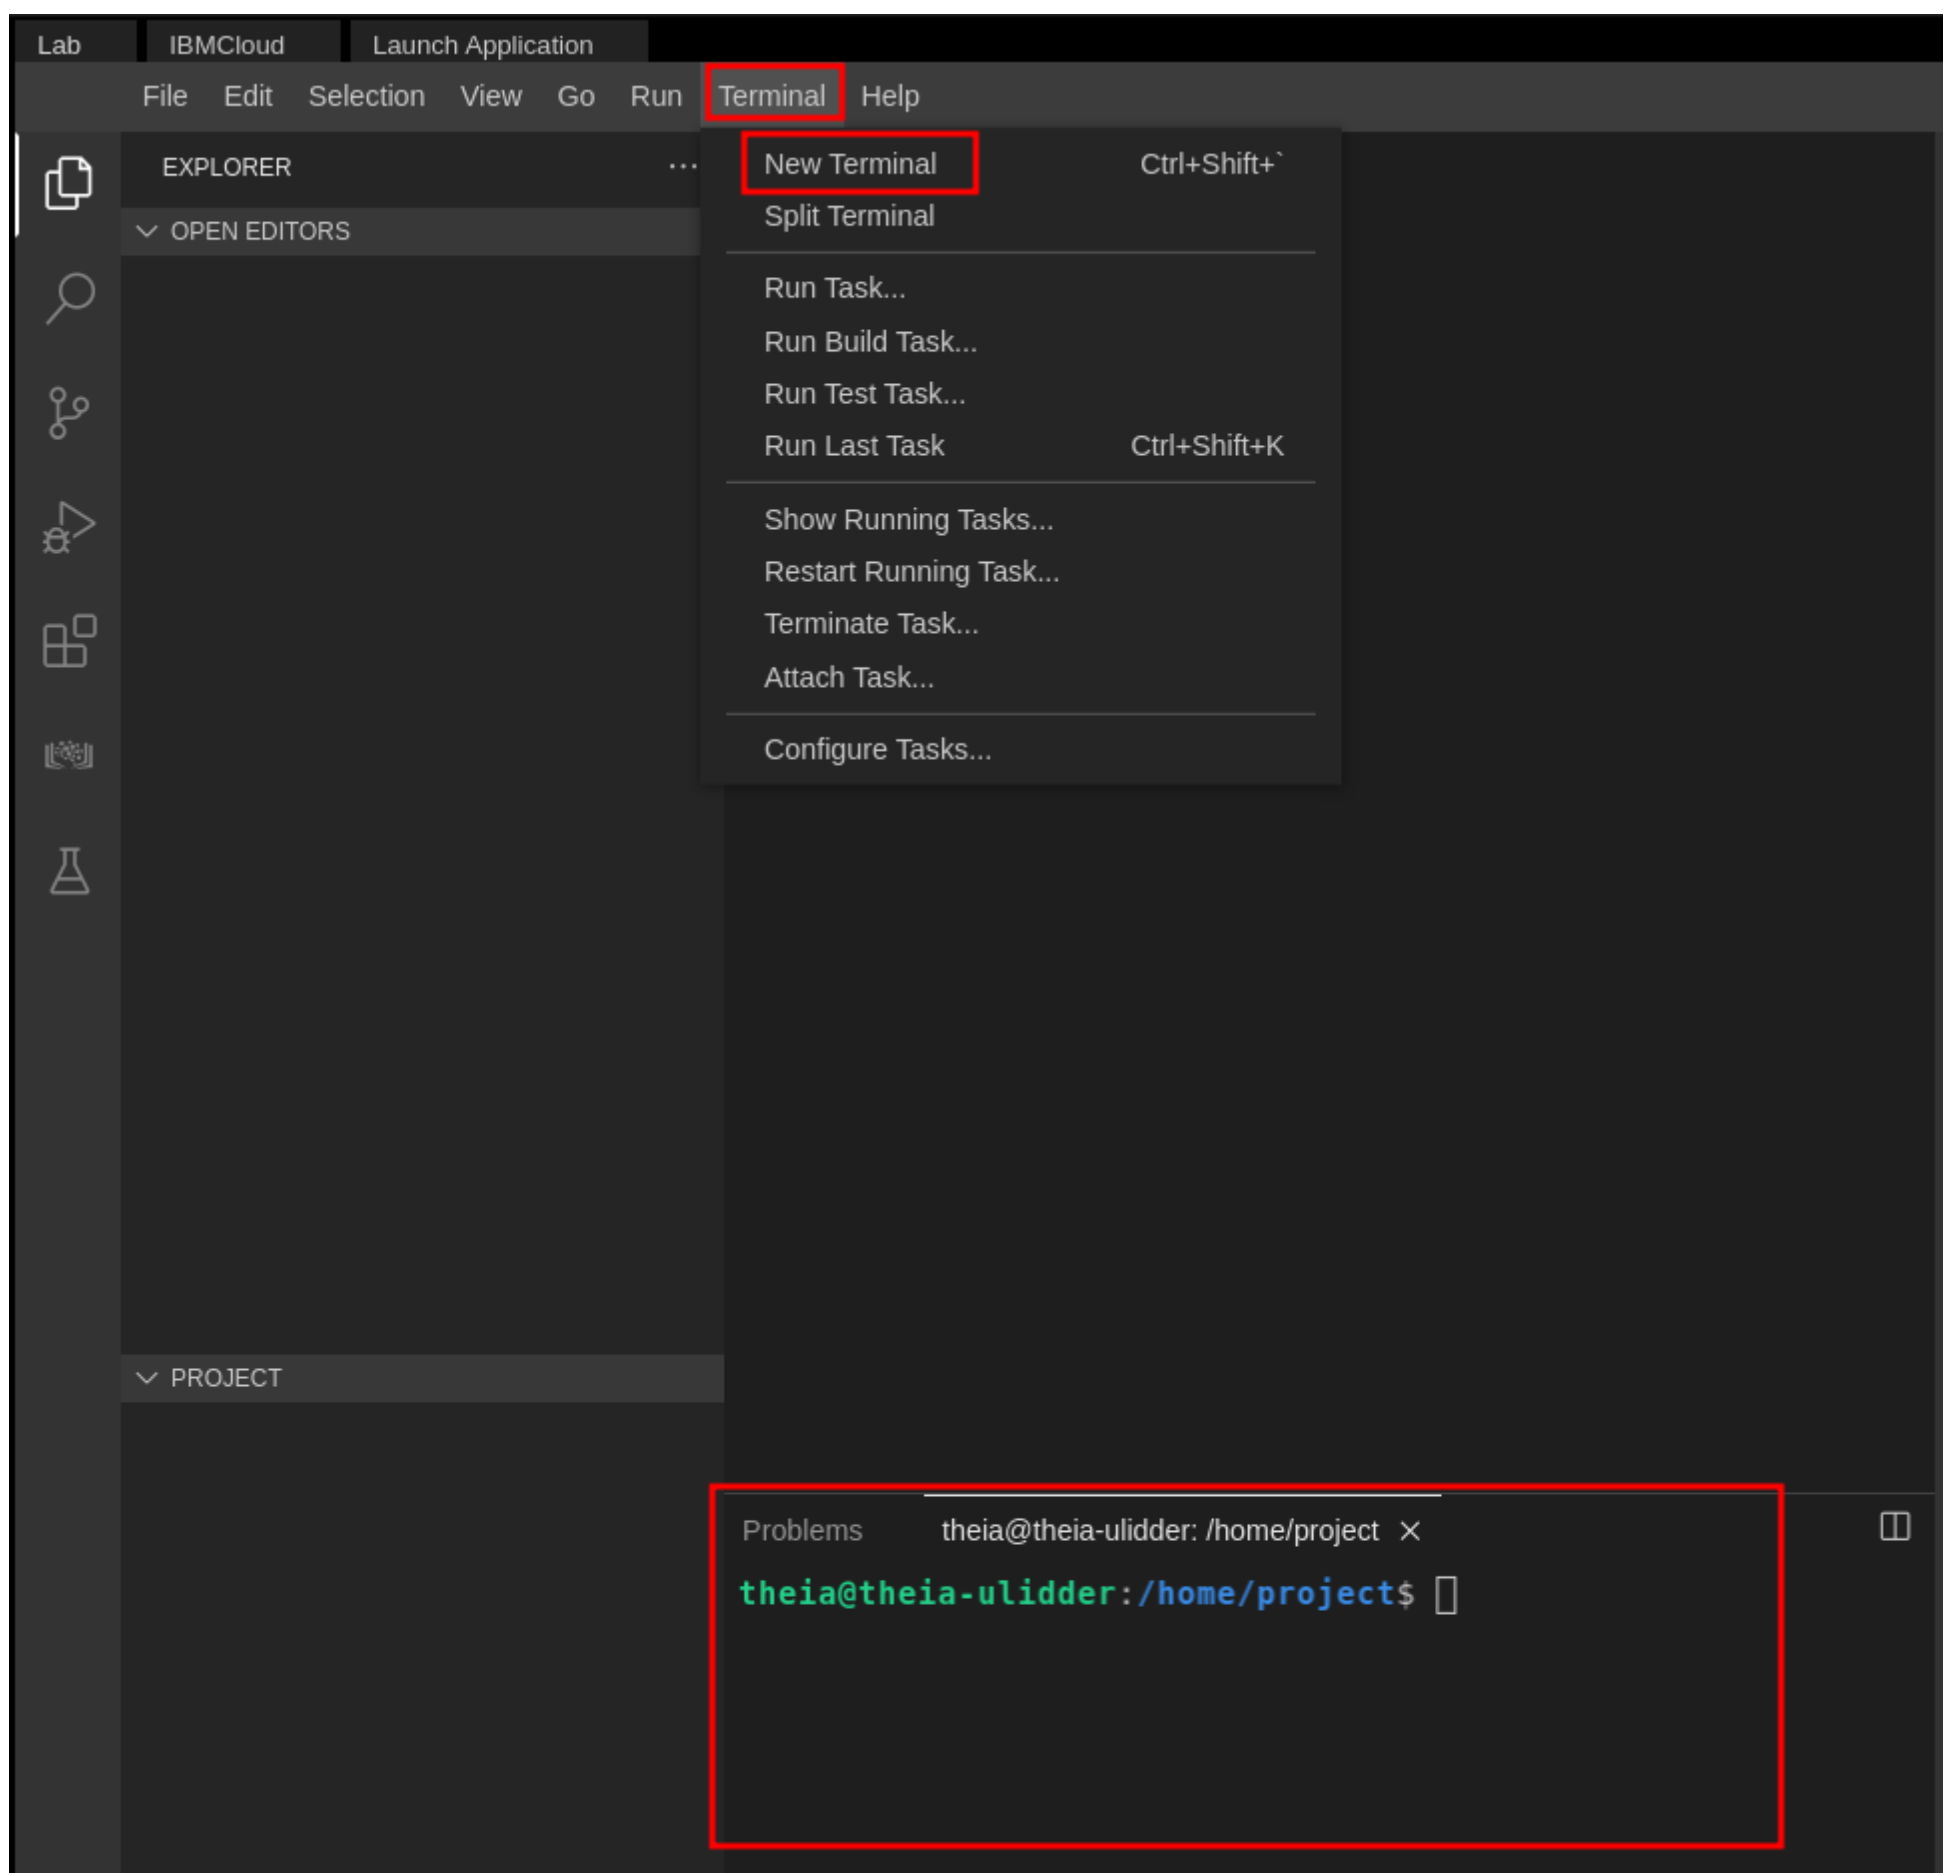 Lab IBMCloud Launch Application
File Edit Selection View Go Run Terminal Help
EXPLORER ...
OPEN EDITORS
New Terminal Ctrl+Shift+`
Split Terminal
Run Task...
Run Build Task...
Run Test Task...
Run Last Task Ctrl+Shift+K
Show Running Tasks...
Restart Running Task...
Terminate Task...
Attach Task...
Configure Tasks...
PROJECT
Problems theia@theia-ulidder: /home/project
theia@theia-ulidder:/home/project$